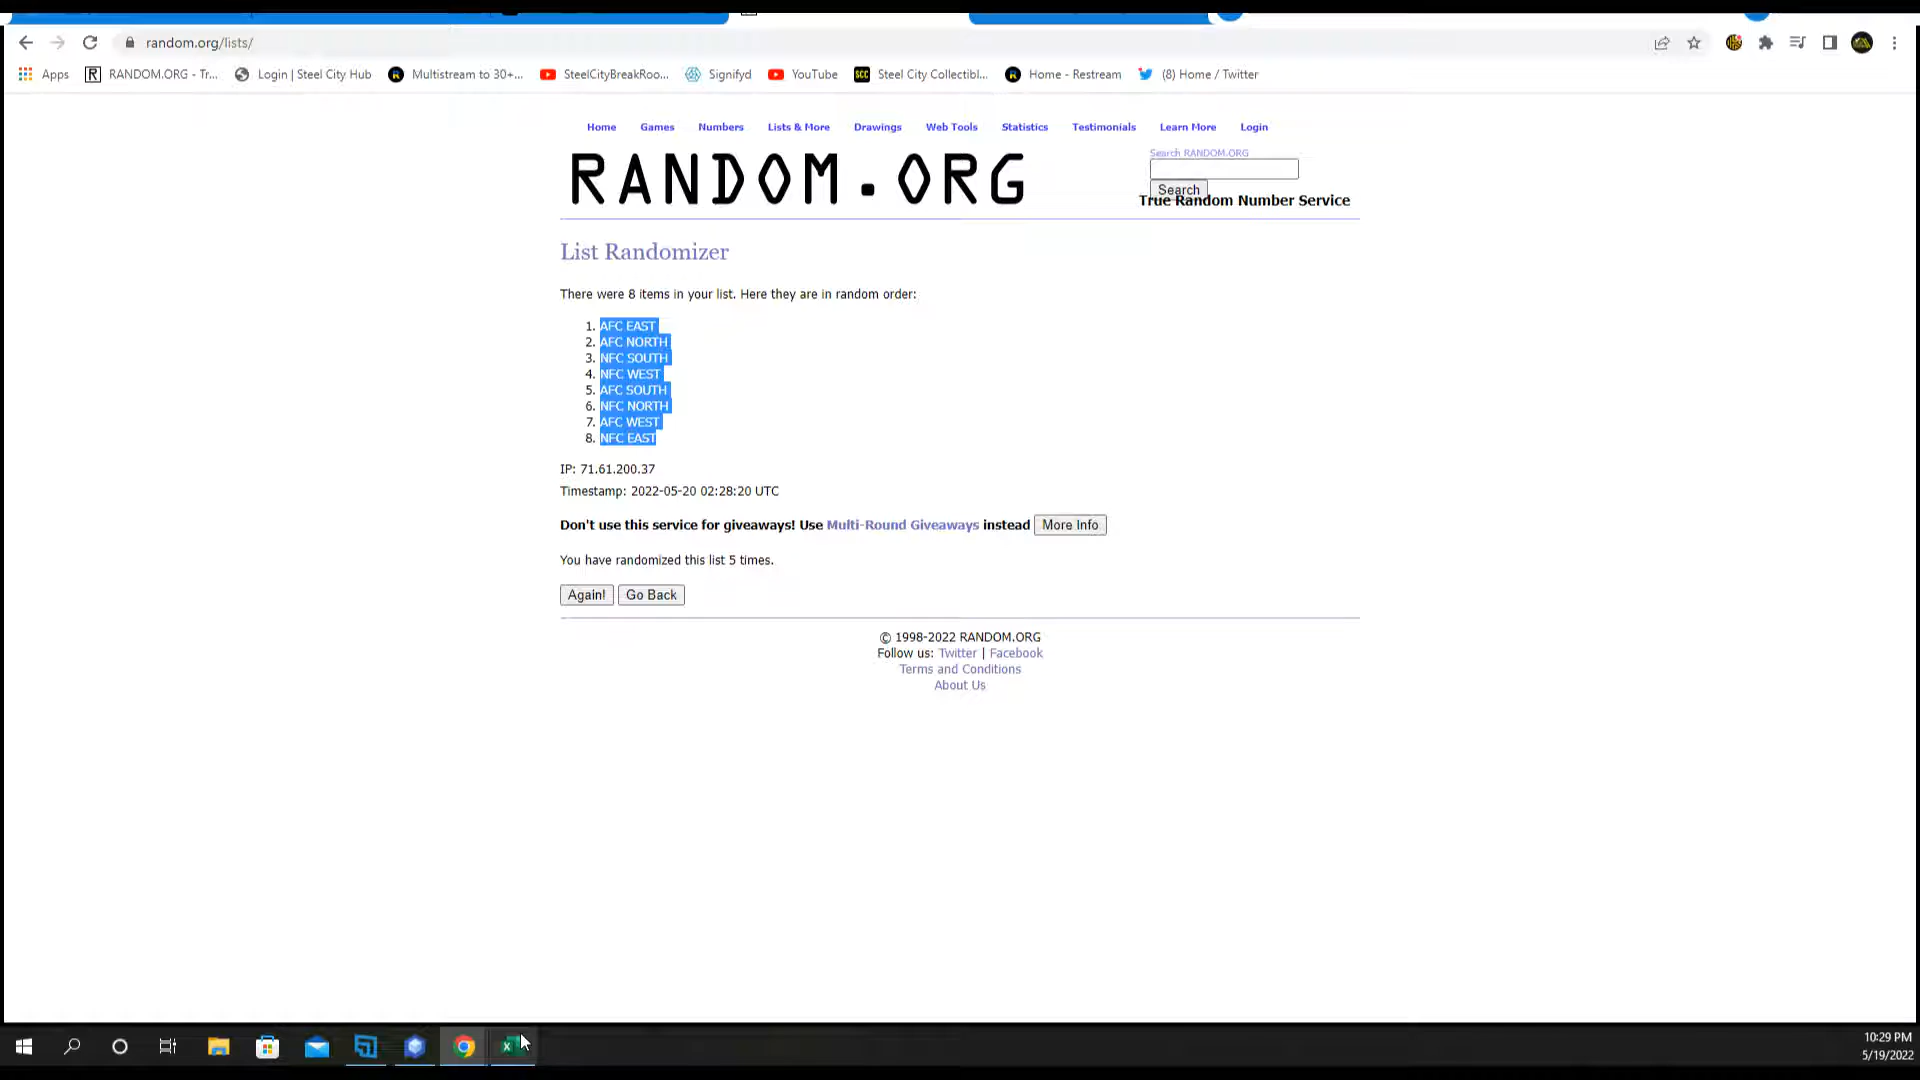 random.org/lists/
Apps RANDOM.ORG - Tr... Login | Steel City Hub Multistream to 30+... SteelCityBreakRoo... Signifyd YouTube SCC Steel City Collectibl... Home - Restream (8) Home / Twitter
Home Games Numbers Lists & More Drawings Web Tools Statistics Testimonials Learn More Login
Search RANDOM.ORG
RANDOM.ORG
Search
True Random Number Service
List Randomizer
There were 8 items in your list. Here they are in random order:
1. AFC EAST
2. AFC NORTH
3. NFC SOUTH
4. NFC WEST
5. AFC SOUTH
6. NFC NORTH
7. AFC WEST
8. NFC EAST
IP: 71.61.200.37
Timestamp: 2022-05-20 02:28:20 UTC
Don't use this service for giveaways! Use Multi-Round Giveaways instead More Info
You have randomized this list 5 times.
Again! Go Back
© 1998-2022 RANDOM.ORG
Follow us: Twitter | Facebook
Terms and Conditions
About Us
10:29 PM
5/19/2022